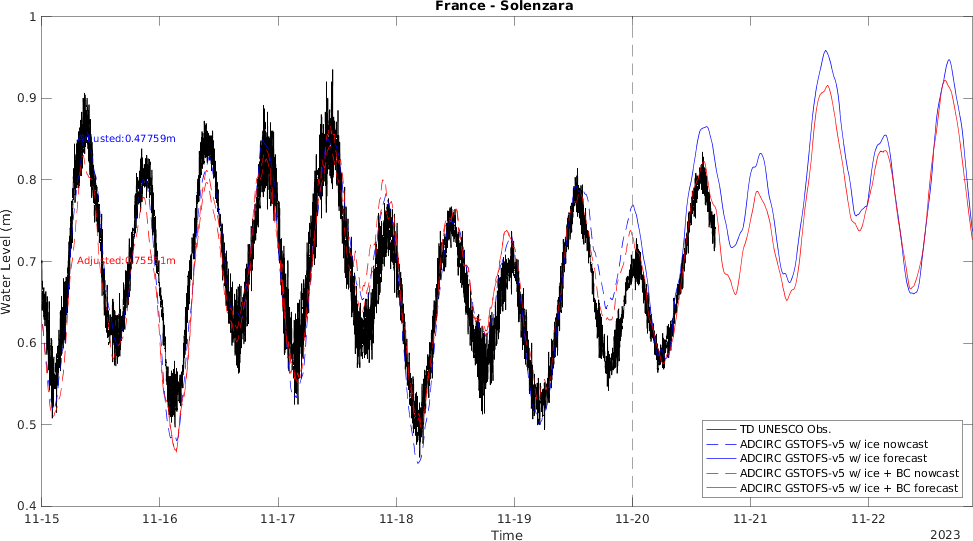 France - Solenzara
Water Level (m)
1
0.9
0.8
0.7
0.6
0.5
0.4
Adjusted:0.47759m
11-15
11-16
11-17
11-18
11-19
11-20
11-21
11-22
Time
2023
TD UNESCO Obs.
ADCIRC GSTOFS-v5 w/ ice nowcast
ADCIRC GSTOFS-v5 w/ ice forecast
ADCIRC GSTOFS-v5 w/ ice + BC nowcast
ADCIRC GSTOFS-v5 w/ ice + BC forecast